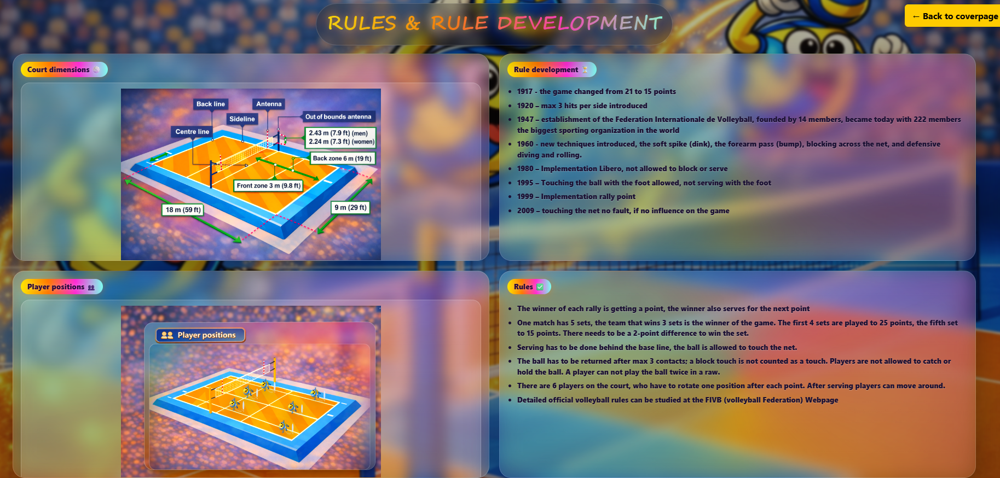 RULES & RULE DEVELOPMENT
← Back to coverpage
Court dimensions
Back line
Antenna
Sideline
Out of bounds antenna
Centre line
2.43 m (7.9 ft) (men)
2.24 m (7.3 ft) (women)
Back zone 6 m (19 ft)
Front zone 3 m (9.8 ft)
18 m (59 ft)
9 m (29 ft)
Rule development
• 1917 - the game changed from 21 to 15 points
• 1920 – max 3 hits per side introduced
• 1947 – establishment of the Federation Internationale de Volleyball, founded by 14 members, became today with 222 members
the biggest sporting organization in the world
• 1960 - new techniques introduced, the soft spike (dink), the forearm pass (bump), blocking across the net, and defensive
diving and rolling.
• 1980 – Implementation Libero, not allowed to block or serve
• 1995 – Touching the ball with the foot allowed, not serving with the foot
• 1999 – Implementation rally point
• 2009 – touching the net no fault, if no influence on the game
Player positions
Player positions
Rules
• The winner of each rally is getting a point, the winner also serves for the next point
• One match has 5 sets, the team that wins 3 sets is the winner of the game. The first 4 sets are played to 25 points, the fifth set
to 15 points. There needs to be a 2-point difference to win the set.
• Serving has to be done behind the base line, the ball is allowed to touch the net.
• The ball has to be returned after max 3 contacts; a block touch is not counted as a touch. Players are not allowed to catch or
hold the ball. A player can not play the ball twice in a raw.
• There are 6 players on the court, who have to rotate one position after each point. After serving players can move around.
• Detailed official volleyball rules can be studied at the FIVB (volleyball Federation) Webpage